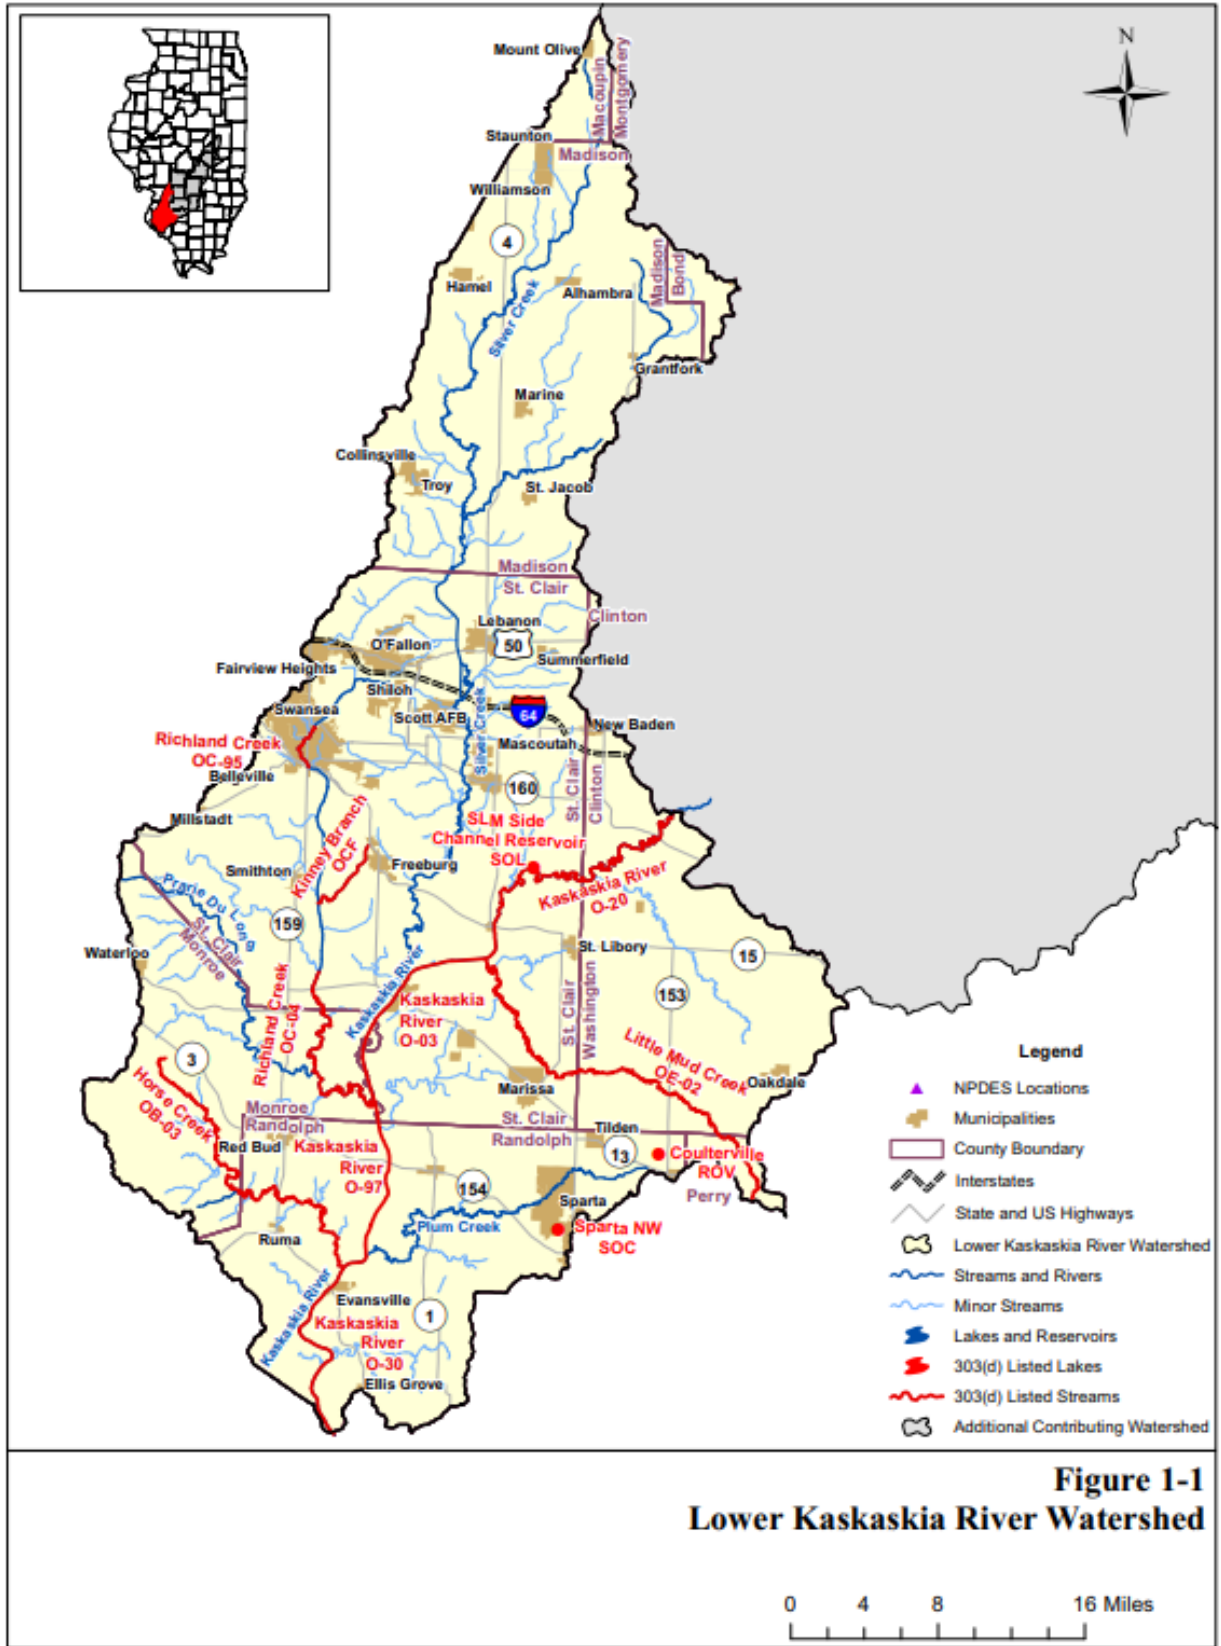 N
Mount Olive
Macoupin
Montgomery
Staunton
Madison
Williamson
4
Madison
Bond
Hamel
Alhambra
Silver Creek
Grantfork
Marine
Collinsville
Troy
St. Jacob
Madison
St. Clair
Clinton
Lebanon
O'Fallon
50
Summerfield
Fairview Heights
Shiloh
Swansea
Scott AFB
64
New Baden
Silver Creek
Mascoutah
Richland Creek
OC-95
Belleville
St. Clair
Clinton
160
Millstadt
SLM Side
Channel Reservoir
SOL
Kinney Branch
OCF
Freeburg
Smithton
Kaskaskia River
O-20
Prarie Du Long
159
St. Clair
Monroe
Waterloo
St. Libory
15
Kaskaskia River
153
Richland Creek
OC-04
Kaskaskia
River
O-03
St. Clair
Washington
3
Little Mud Creek
OE-02
Oakdale
Horse Creek
OB-03
Marissa
Monroe
Randolph
St. Clair
Randolph
Tilden
13
Red Bud
Kaskaskia
River
O-97
Coulterville
ROV
Perry
154
Sparta
Plum Creek
Sparta NW
SOC
Ruma
Kaskaskia River
Evansville
1
Kaskaskia
River
O-30
Ellis Grove
Legend
NPDES Locations
Municipalities
County Boundary
Interstates
State and US Highways
Lower Kaskaskia River Watershed
Streams and Rivers
Minor Streams
Lakes and Reservoirs
303(d) Listed Lakes
303(d) Listed Streams
Additional Contributing Watershed
Figure 1-1
Lower Kaskaskia River Watershed
0 4 8 16 Miles